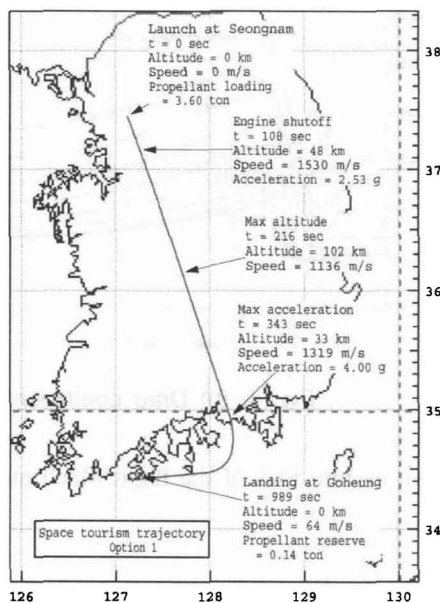 Launch at Seongnam
t = 0 sec
Altitude = 0 km
Speed = 0 m/s
Propellant loading
= 3.60 ton
Engine shutoff
t = 108 sec
Altitude = 48 km
Speed = 1530 m/s
Acceleration = 2.53 g
Max altitude
t = 216 sec
Altitude = 102 km
Speed = 1136 m/s
Max acceleration
t = 343 sec
Altitude = 33 km
Speed = 1319 m/s
Acceleration = 4.00 g
Landing at Goheung
t = 989 sec
Altitude = 0 km
Speed = 64 m/s
Propellant reserve
= 0.14 ton
Space tourism trajectory
Option 1
38
37
36
35
34
126 127 128 129 130